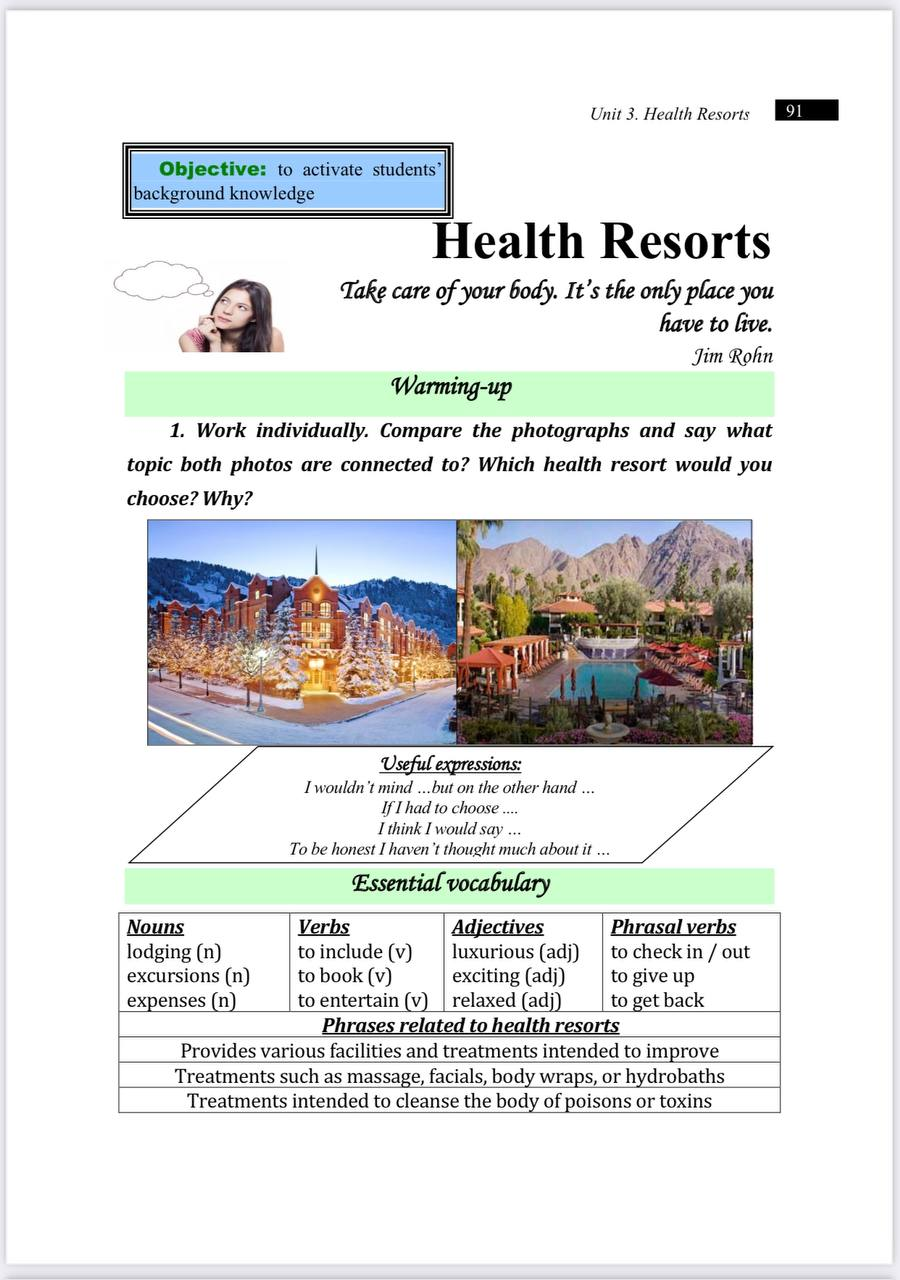 Unit 3. Health Resorts 91
Objective: to activate students’
background knowledge
Health Resorts
Take care of your body. It’s the only place you
have to live.
Jim Rohn
Warming-up
1. Work individually. Compare the photographs and say what
topic both photos are connected to? Which health resort would you
choose? Why?
Useful expressions:
I wouldn’t mind …but on the other hand …
If I had to choose ....
I think I would say …
To be honest I haven’t thought much about it …
Essential vocabulary
Nouns Verbs Adjectives Phrasal verbs
lodging (n) to include (v) luxurious (adj) to check in / out
excursions (n) to book (v) exciting (adj) to give up
expenses (n) to entertain (v) relaxed (adj) to get back
Phrases related to health resorts
Provides various facilities and treatments intended to improve
Treatments such as massage, facials, body wraps, or hydrobaths
Treatments intended to cleanse the body of poisons or toxins